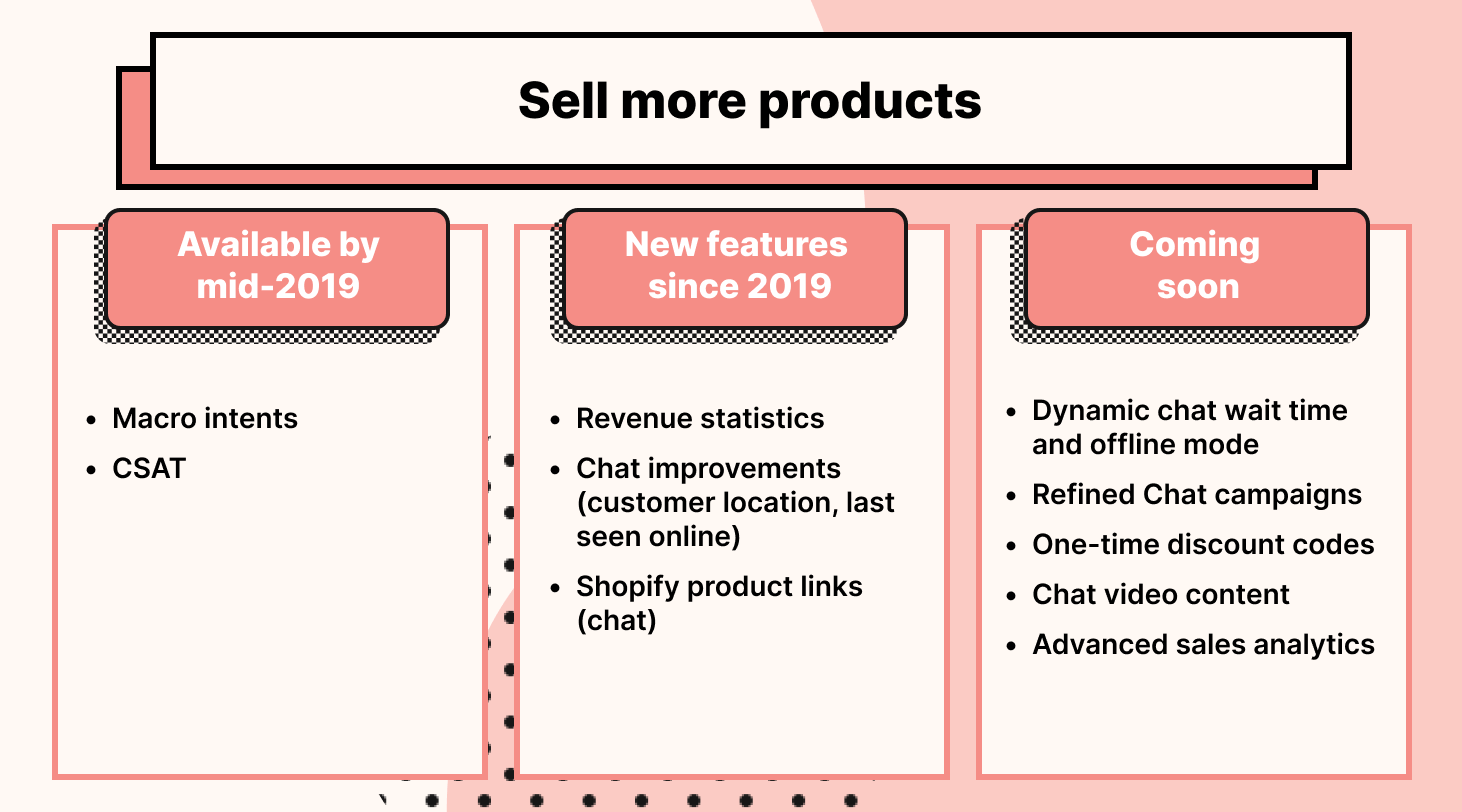 Sell more products
Available by
mid-2019
• Macro intents
• CSAT
New features
since 2019
• Revenue statistics
• Chat improvements
(customer location, last
seen online)
• Shopify product links
(chat)
Coming
soon
• Dynamic chat wait time
and offline mode
• Refined Chat campaigns
• One-time discount codes
• Chat video content
• Advanced sales analytics